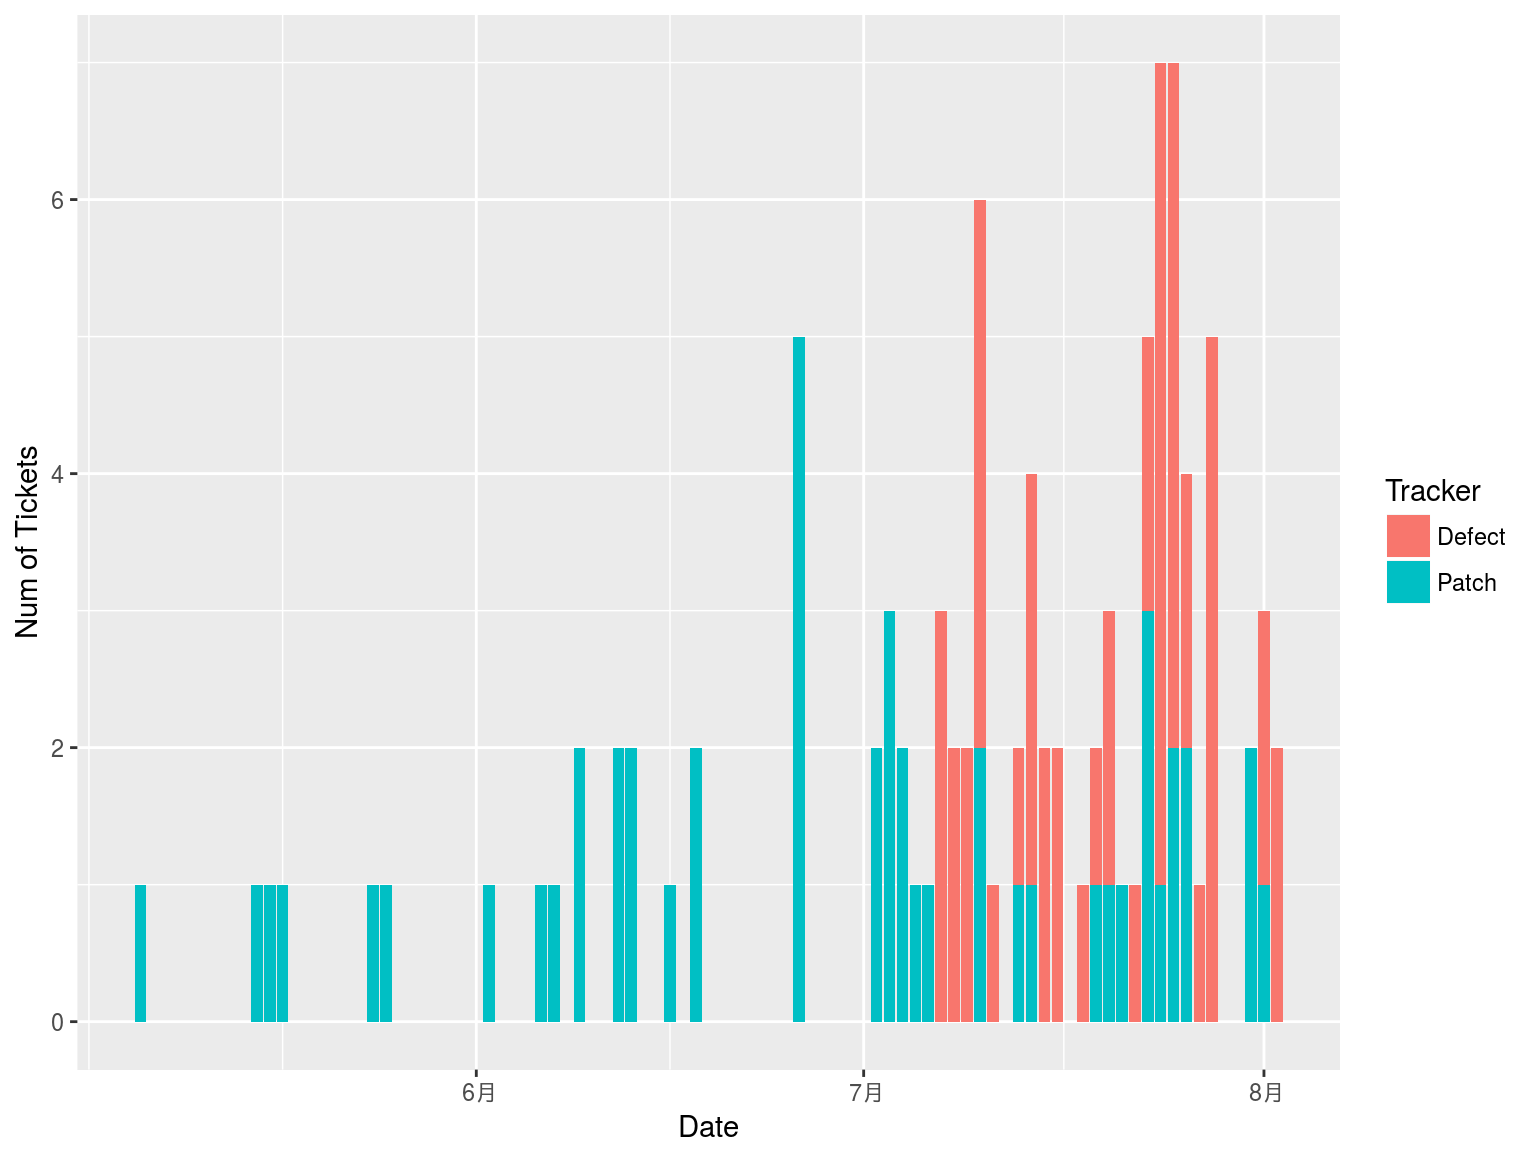 Num of Tickets
6
4
2
0
6月
7月
8月
Date
Tracker
Defect
Patch